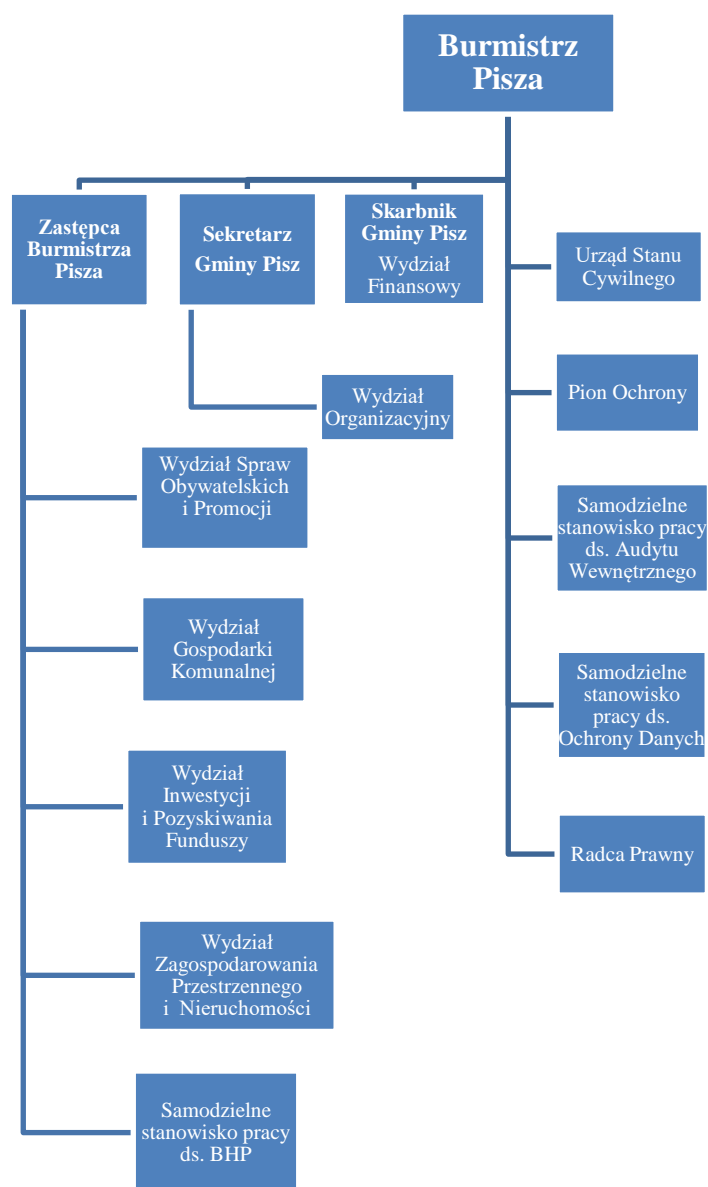 Burmistrz
Pisza
Zastępca
Burmistrza
Pisza
Sekretarz
Gminy Pisz
Skarbnik
Gminy Pisz
Wydział
Finansowy
Urząd Stanu
Cywilnego
Wydział
Organizacyjny
Pion Ochrony
Wydział Spraw
Obywatelskich
i Promocji
Samodzielne
stanowisko pracy
ds. Audytu
Wewnętrznego
Wydział
Gospodarki
Komunalnej
Samodzielne
stanowisko
pracy ds.
Ochrony Danych
Wydział
Inwestycji
i Pozyskiwania
Funduszy
Radca Prawny
Wydział
Zagospodarowania
Przestrzennego
i Nieruchomości
Samodzielne
stanowisko pracy
ds. BHP